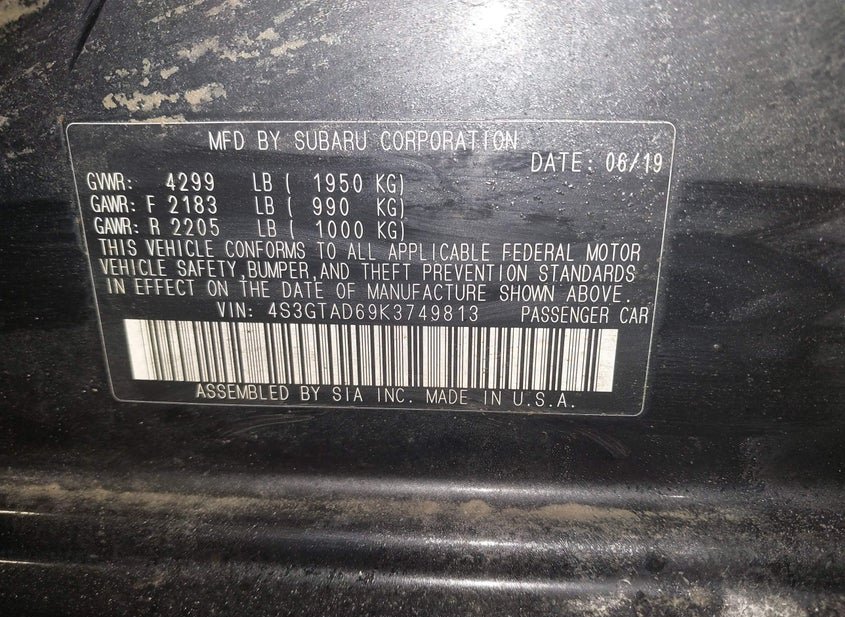 MFD BY SUBARU CORPORATION
DATE: 06/19
GVWR: 4299 LB ( 1950 KG)
GAWR: F 2183 LB ( 990 KG)
GAWR: R 2205 LB ( 1000 KG)
THIS VEHICLE CONFORMS TO ALL APPLICABLE FEDERAL MOTOR
VEHICLE SAFETY,BUMPER,AND THEFT PREVENTION STANDARDS
IN EFFECT ON THE DATE OF MANUFACTURE SHOWN ABOVE.
VIN: 4S3GTAD69K3749813 PASSENGER CAR
ASSEMBLED BY SIA INC. MADE IN U.S.A.